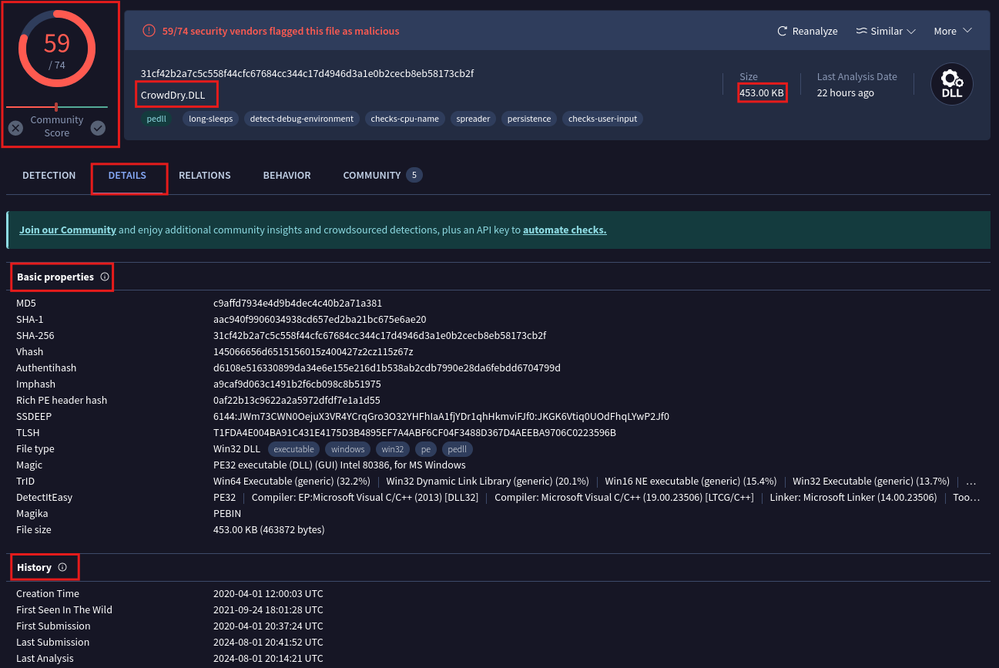 59
/ 74
Community
Score
59/74 security vendors flagged this file as malicious
Reanalyze Similar More
31cf42b2a7c5c558f44cfc67684cc344c17d4946d3a1e0b2cecb8eb58173cb2f
CrowdDry.DLL
Size
453.00 KB
Last Analysis Date
22 hours ago
DLL
pedll long-sleeps detect-debug-environment checks-cpu-name spreader persistence checks-user-input
DETECTION DETAILS RELATIONS BEHAVIOR COMMUNITY 5
Join our Community and enjoy additional community insights and crowdsourced detections, plus an API key to automate checks.
Basic properties
MD5 c9affd7934e4d9b4dec4c40b2a71a381
SHA-1 aac940f9906034938cd657ed2ba21bc675e6ae20
SHA-256 31cf42b2a7c5c558f44cfc67684cc344c17d4946d3a1e0b2cecb8eb58173cb2f
Vhash 145066656d6515156015z400427z2cz115z67z
Authentihash d6108e516330899da34e6e155e216d1b538ab2cdb7990e28da6febdd6704799d
Imphash a9caf9d063c1491b2f6cb098c8b51975
Rich PE header hash 0af22b13c9622a2a5972dfdf7e1a1d55
SSDEEP 6144:JWm73CWN0OejuX3VR4YCrqGro3O32YHFhIaA1fjYDr1qhHkmviFJf0:JKGK6Vtiq0UOdFhqLYwP2Jf0
TLSH T1FDA4E004BA91C431E4175D3B4895EF7A4ABF6CF04F3488D367D4AEEBA9706C0223596B
File type Win32 DLL executable windows win32 pe pedll
Magic PE32 executable (DLL) (GUI) Intel 80386, for MS Windows
TrID Win64 Executable (generic) (32.2%) | Win32 Dynamic Link Library (generic) (20.1%) | Win16 NE executable (generic) (15.4%) | Win32 Executable (generic) (13.7%) | …
DetectItEasy PE32 | Compiler: EP:Microsoft Visual C/C++ (2013) [DLL32] | Compiler: Microsoft Visual C/C++ (19.00.23506) [LTCG/C++] | Linker: Microsoft Linker (14.00.23506) | Too…
Magika PEBIN
File size 453.00 KB (463872 bytes)
History
Creation Time 2020-04-01 12:00:03 UTC
First Seen In The Wild 2021-09-24 18:01:28 UTC
First Submission 2020-04-01 20:37:24 UTC
Last Submission 2024-08-01 20:41:52 UTC
Last Analysis 2024-08-01 20:14:21 UTC